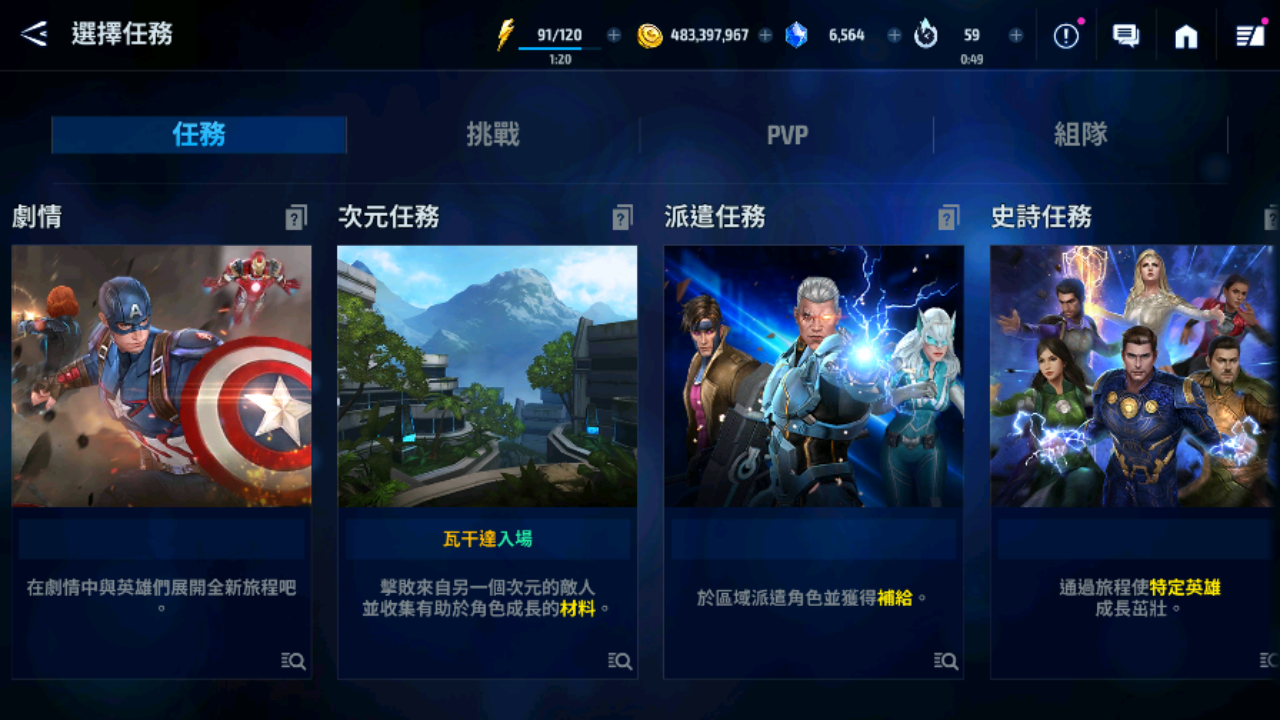 選擇任務
91/120
1:20
483,397,967
6,564
59
0:49
任務
挑戰
PVP
組隊
劇情
次元任務
派遣任務
史詩任務
瓦干達入場
在劇情中與英雄們展開全新旅程吧
。
擊敗來自另一個次元的敵人
並收集有助於角色成長的材料。
於區域派遣角色並獲得補給。
通過旅程使特定英雄
成長茁壯。